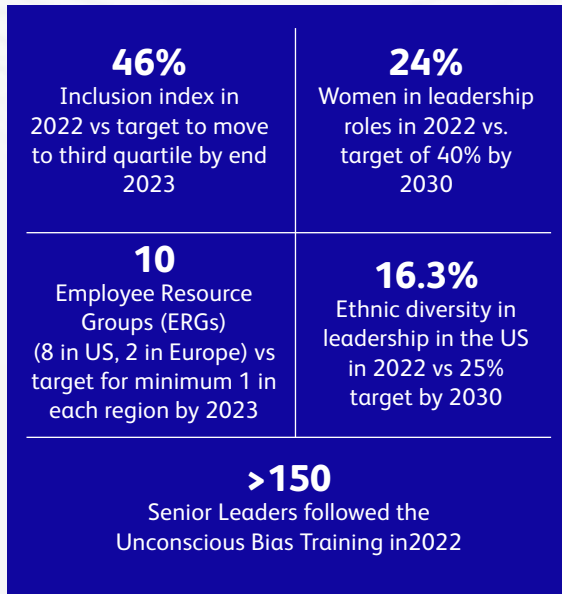 46%
Inclusion index in
2022 vs target to move
to third quartile by end
2023
24%
Women in leadership
roles in 2022 vs.
target of 40% by
2030
10
Employee Resource
Groups (ERGs)
(8 in US, 2 in Europe) vs
target for minimum 1 in
each region by 2023
16.3%
Ethnic diversity in
leadership in the US
in 2022 vs 25%
target by 2030
>150
Senior Leaders followed the
Unconscious Bias Training in2022